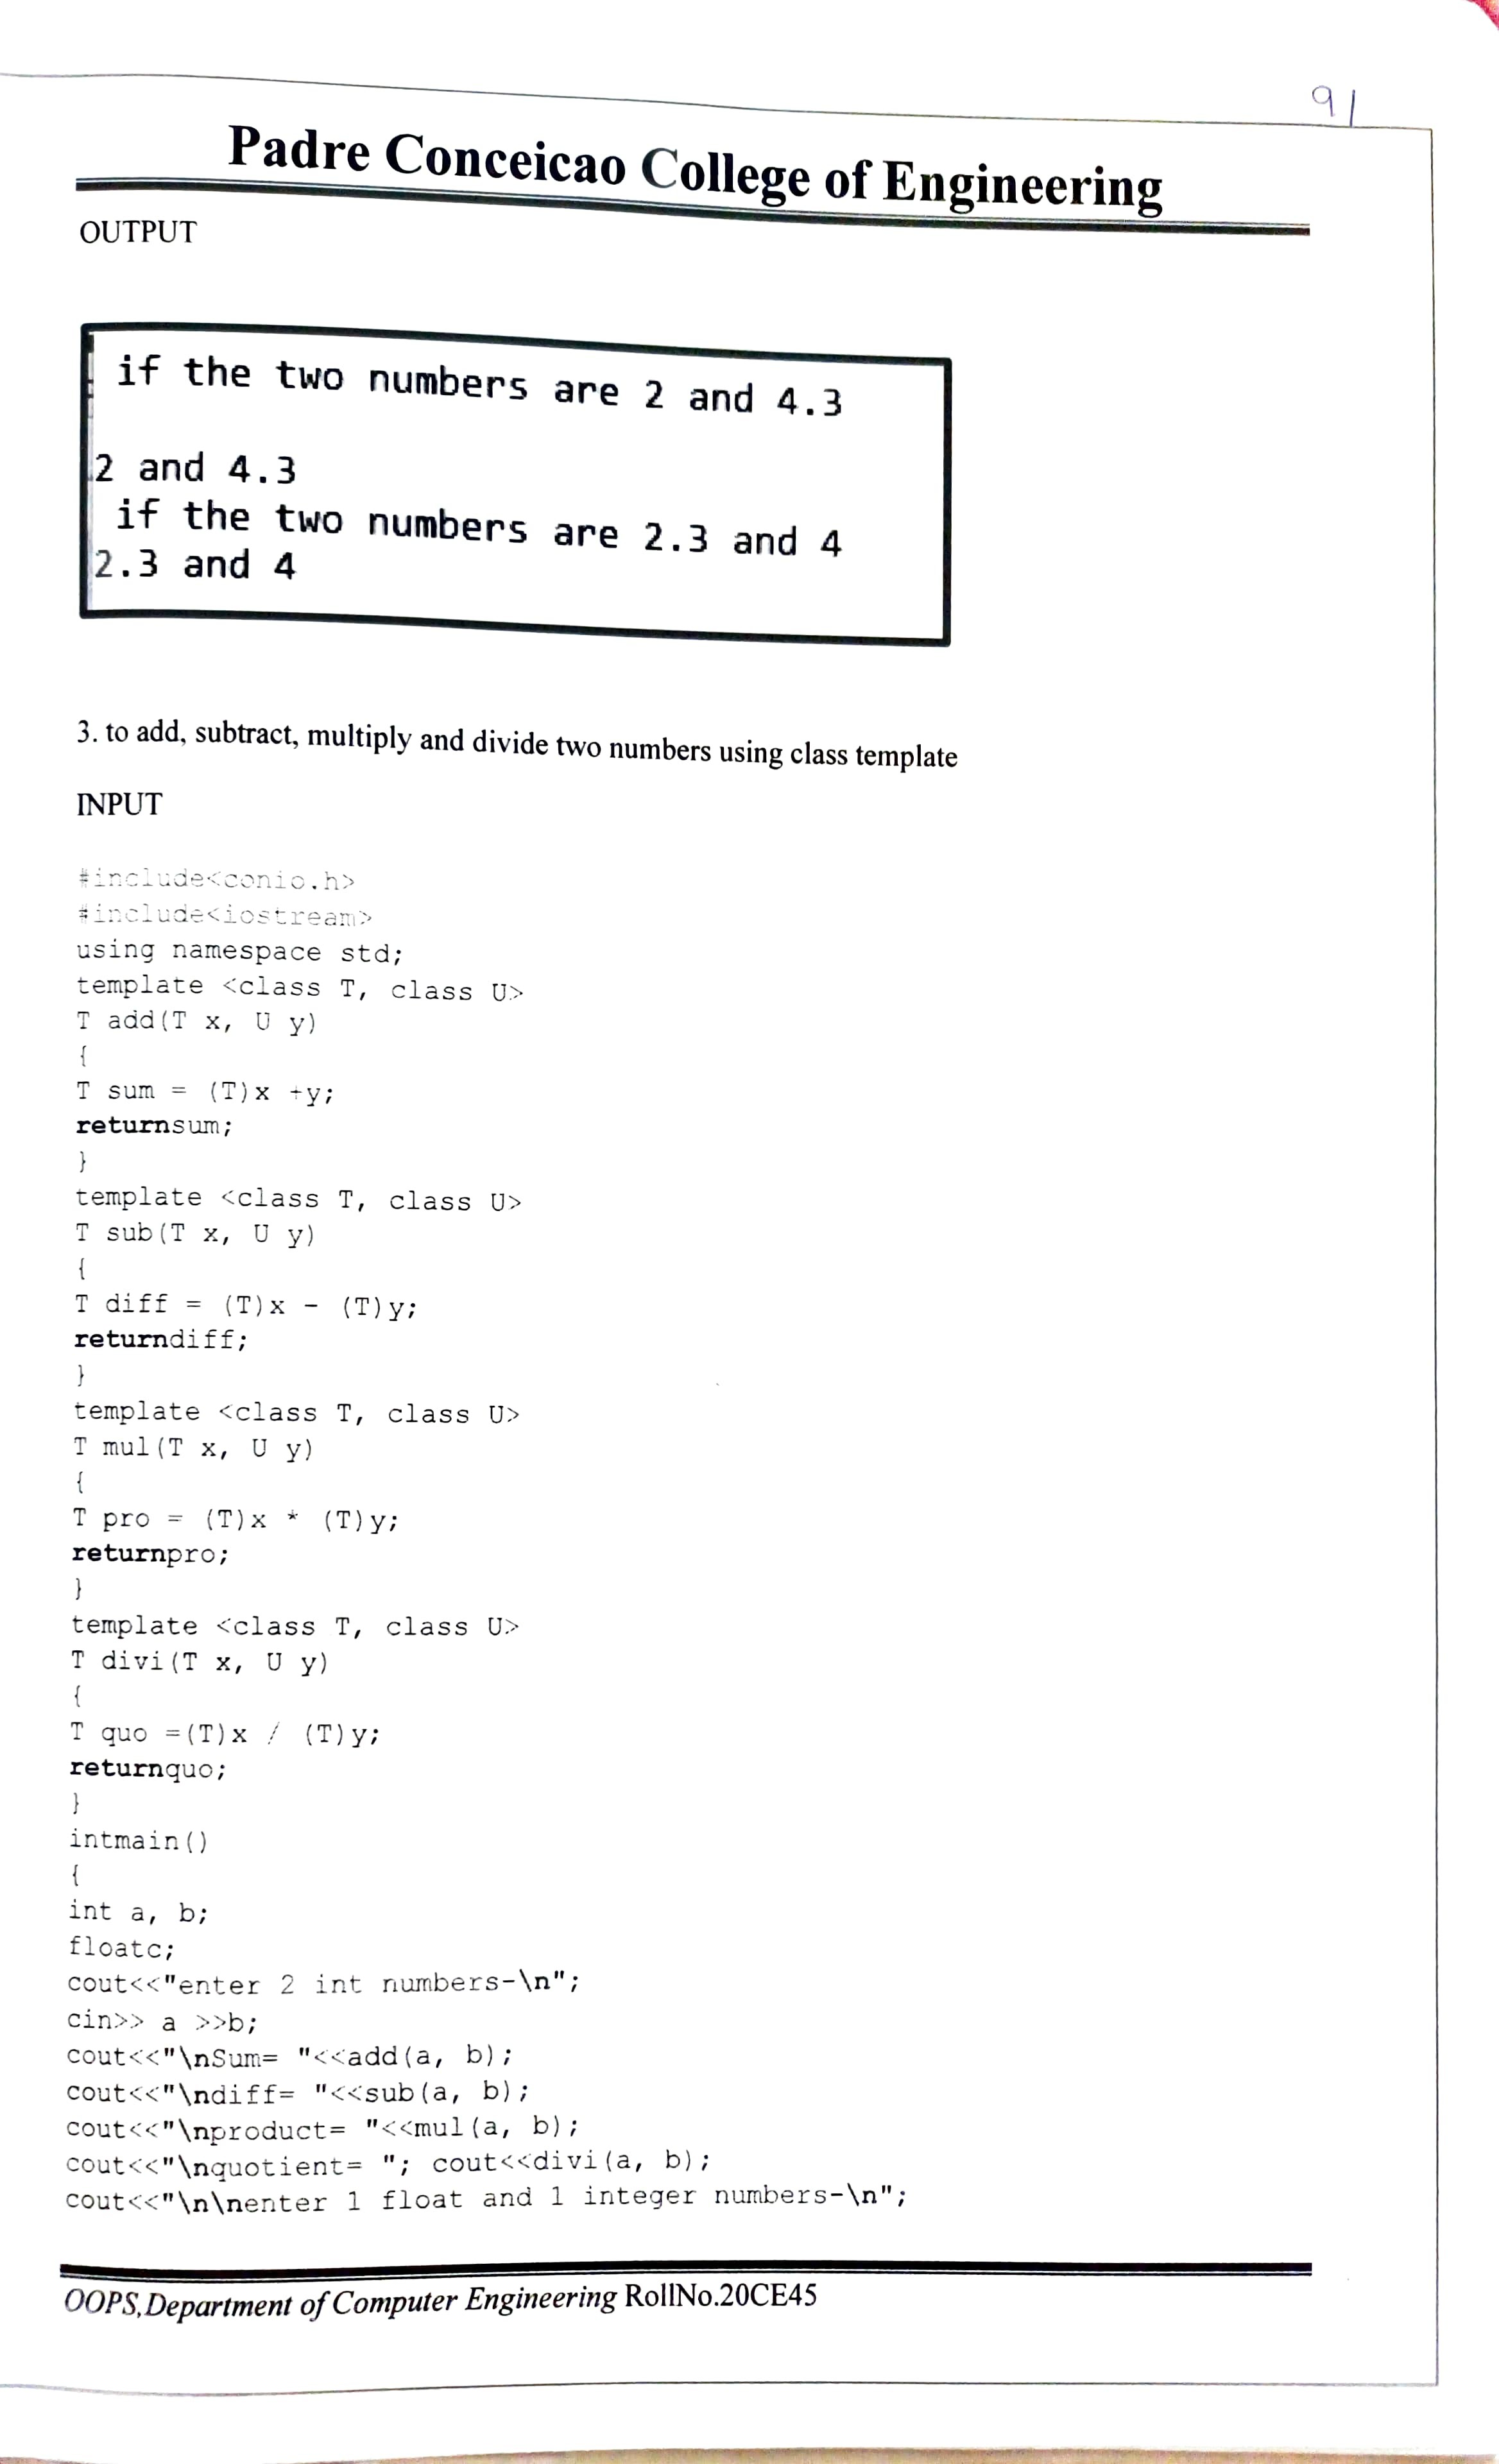 91
Padre Conceicao College of Engineering
OUTPUT
if the two numbers are 2 and 4.3
2 and 4.3
if the two numbers are 2.3 and 4
2.3 and 4
3. to add, subtract, multiply and divide two numbers using class template
INPUT
#include<conio.h>
#include<iostream>
using namespace std;
template <class T, class U>
T add(T x, U y)
{
T sum = (T)x +y;
returnsum;
}
template <class T, class U>
T sub(T x, U y)
{
T diff = (T)x - (T)y;
returndiff;
}
template <class T, class U>
T mul(T x, U y)
{
T pro = (T)x * (T)y;
returnpro;
}
template <class T, class U>
T divi(T x, U y)
{
T quo =(T)x / (T)y;
returnquo;
}
intmain()
{
int a, b;
floatc;
cout<<"enter 2 int numbers-\n";
cin>> a >>b;
cout<<"\nSum= "<<add(a, b);
cout<<"\ndiff= "<<sub(a, b);
cout<<"\nproduct= "<<mul(a, b);
cout<<"\nquotient= "; cout<<divi(a, b);
cout<<"\n\nenter 1 float and 1 integer numbers-\n";
OOPS,Department of Computer Engineering RollNo.20CE45